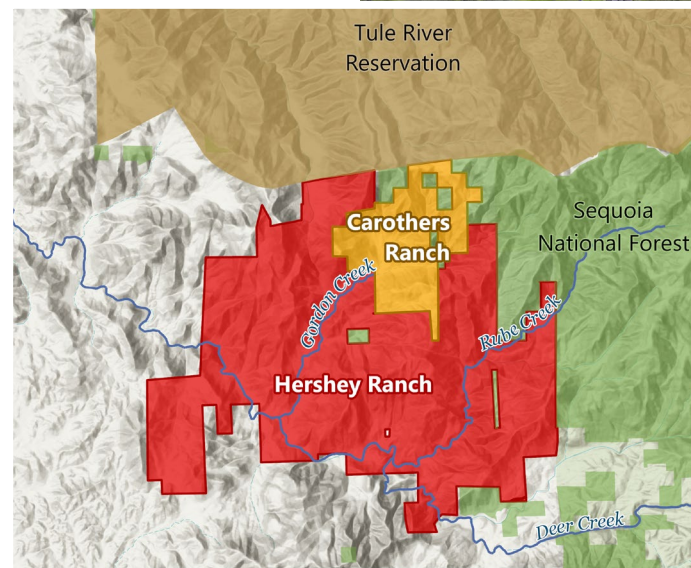 Tule River
Reservation
Carothers
Ranch
Sequoia
National Forest
Gordon Creek
Rube Creek
Hershey Ranch
Deer Creek